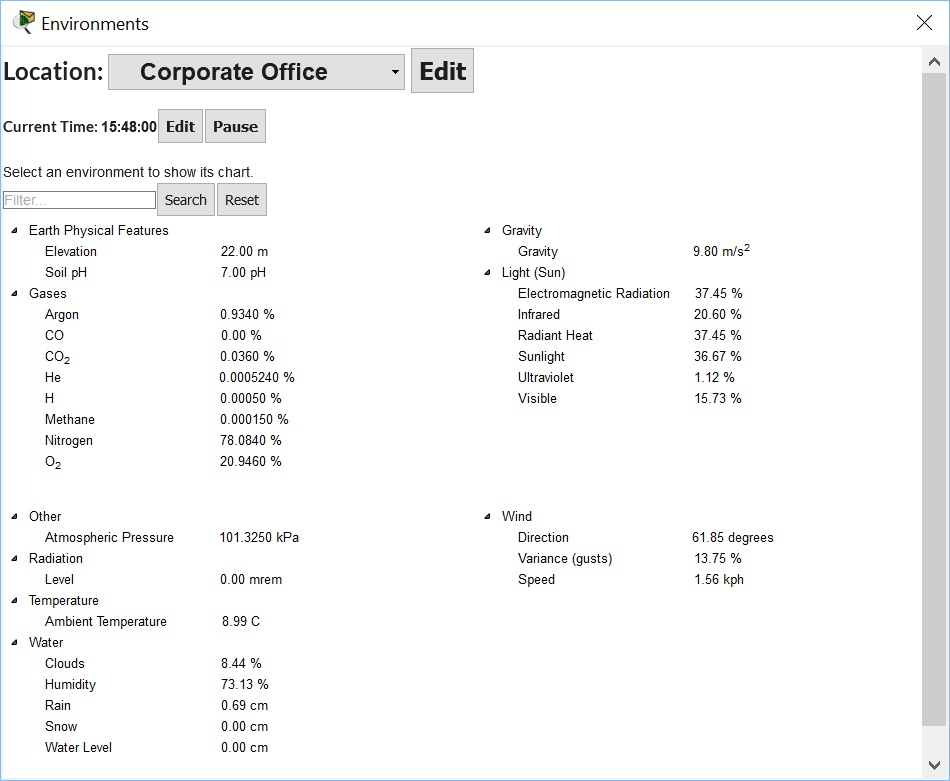 Environments
Location: Corporate Office Edit
Current Time: 15:48:00 Edit Pause
Select an environment to show its chart.
Filter... Search Reset
Earth Physical Features
Elevation 22.00 m
Soil pH 7.00 pH
Gases
Argon 0.9340 %
CO 0.00 %
CO2 0.0360 %
He 0.0005240 %
H 0.00050 %
Methane 0.000150 %
Nitrogen 78.0840 %
O2 20.9460 %
Gravity
Gravity 9.80 m/s2
Light (Sun)
Electromagnetic Radiation 37.45 %
Infrared 20.60 %
Radiant Heat 37.45 %
Sunlight 36.67 %
Ultraviolet 1.12 %
Visible 15.73 %
Other
Atmospheric Pressure 101.3250 kPa
Radiation
Level 0.00 mrem
Temperature
Ambient Temperature 8.99 C
Water
Clouds 8.44 %
Humidity 73.13 %
Rain 0.69 cm
Snow 0.00 cm
Water Level 0.00 cm
Wind
Direction 61.85 degrees
Variance (gusts) 13.75 %
Speed 1.56 kph